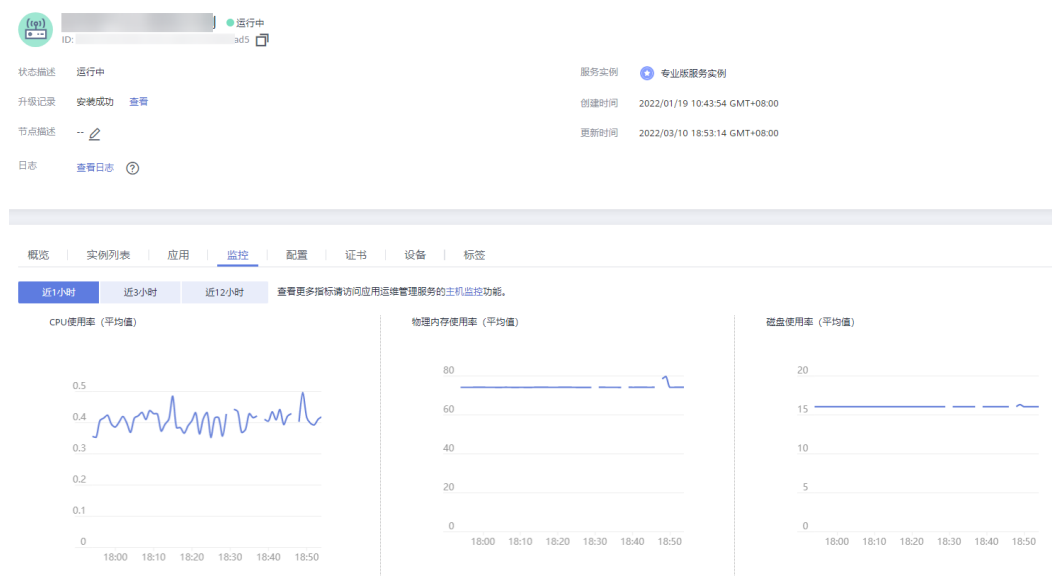 运行中
ID: ad5
状态描述 运行中
服务实例 专业版服务实例
升级记录 安装成功 查看
创建时间 2022/01/19 10:43:54 GMT+08:00
节点描述 --
更新时间 2022/03/10 18:53:14 GMT+08:00
日志 查看日志 ?
概览 实例列表 应用 监控 配置 证书 设备 标签
近1小时 近3小时 近12小时 查看更多指标请访问应用运维管理服务的主机监控功能。
CPU使用率（平均值）
0.5
0.4
0.3
0.2
0.1
0
18:00 18:10 18:20 18:30 18:40 18:50
物理内存使用率（平均值）
80
60
40
20
0
18:00 18:10 18:20 18:30 18:40 18:50
磁盘使用率（平均值）
20
15
10
5
0
18:00 18:10 18:20 18:30 18:40 18:50